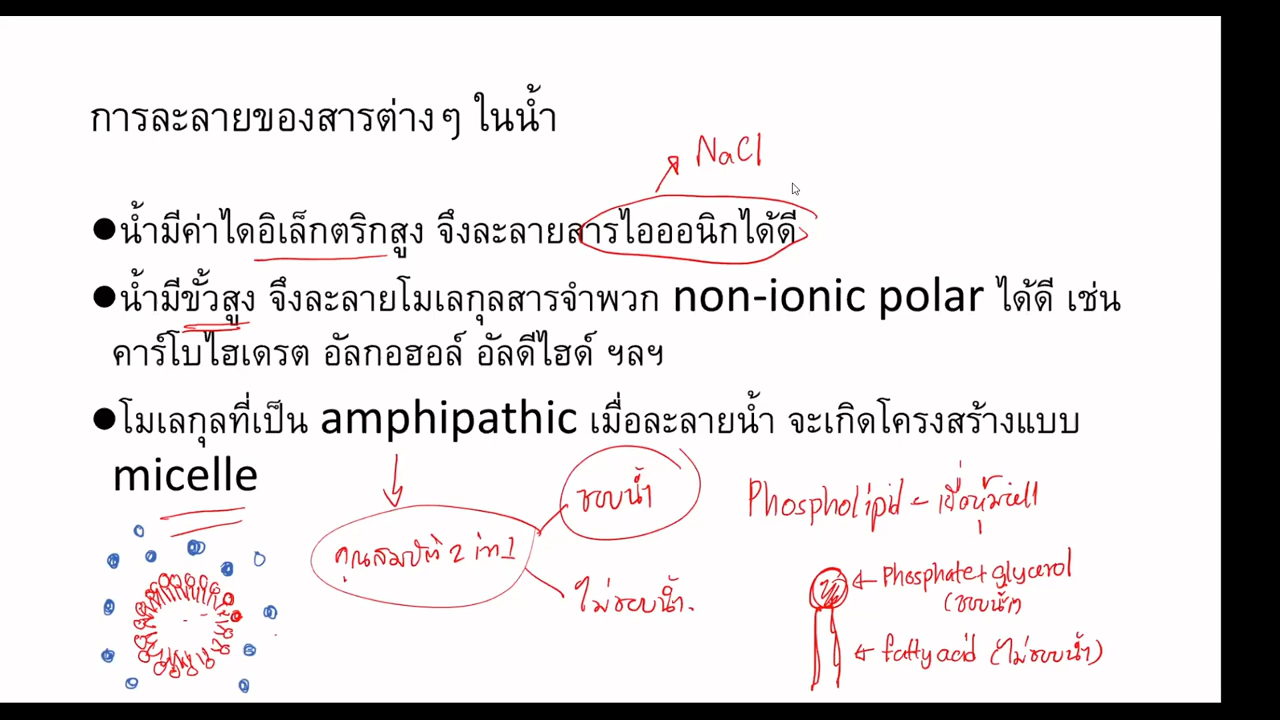 การละลายของสารต่างๆ ในน้ำ
NaCl
●น้ำมีค่าไดอิเล็กตริกสูง จึงละลายสารไอออนิกได้ดี
●น้ำมีขั้วสูง จึงละลายโมเลกุลสารจำพวก non-ionic polar ได้ดี เช่น
คาร์โบไฮเดรต อัลกอฮอล์ อัลดีไฮด์ ฯลฯ
●โมเลกุลที่เป็น amphipathic เมื่อละลายน้ำ จะเกิดโครงสร้างแบบ
micelle
ชอบน้ำ
คุณสมบัติ 2 in 1
ไม่ชอบน้ำ.
Phospholipid - เยื่อหุ้มcell
Phosphate + glycerol
(ชอบน้ำ)
fatty acid (ไม่ชอบน้ำ)